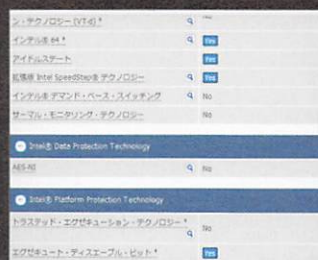 ン・テクノロジー (VT-d) * No
インテル® 64 * Yes
アイドルステート Yes
拡張版 Intel SpeedStep® テクノロジー Yes
インテル® デマンド・ベース・スイッチング No
サーマル・モニタリング・テクノロジー No
Intel® Data Protection Technology
AES-NI No
Intel® Platform Protection Technology
トラステッド・エグゼキューション・テクノロジー * No
エグゼキュート・ディスエーブル・ビット * Yes